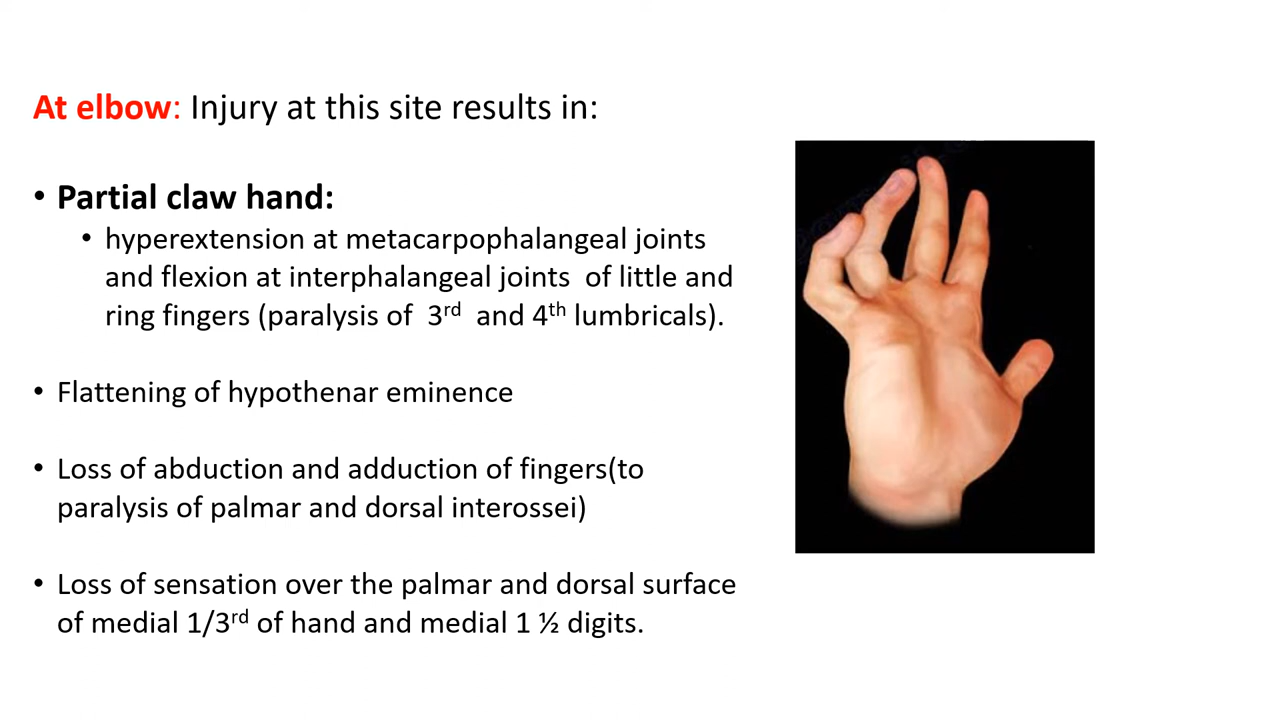 At elbow: Injury at this site results in:
• Partial claw hand:
• hyperextension at metacarpophalangeal joints
and flexion at interphalangeal joints of little and
ring fingers (paralysis of 3rd and 4th lumbricals).
• Flattening of hypothenar eminence
• Loss of abduction and adduction of fingers(to
paralysis of palmar and dorsal interossei)
• Loss of sensation over the palmar and dorsal surface
of medial 1/3rd of hand and medial 1 ½ digits.